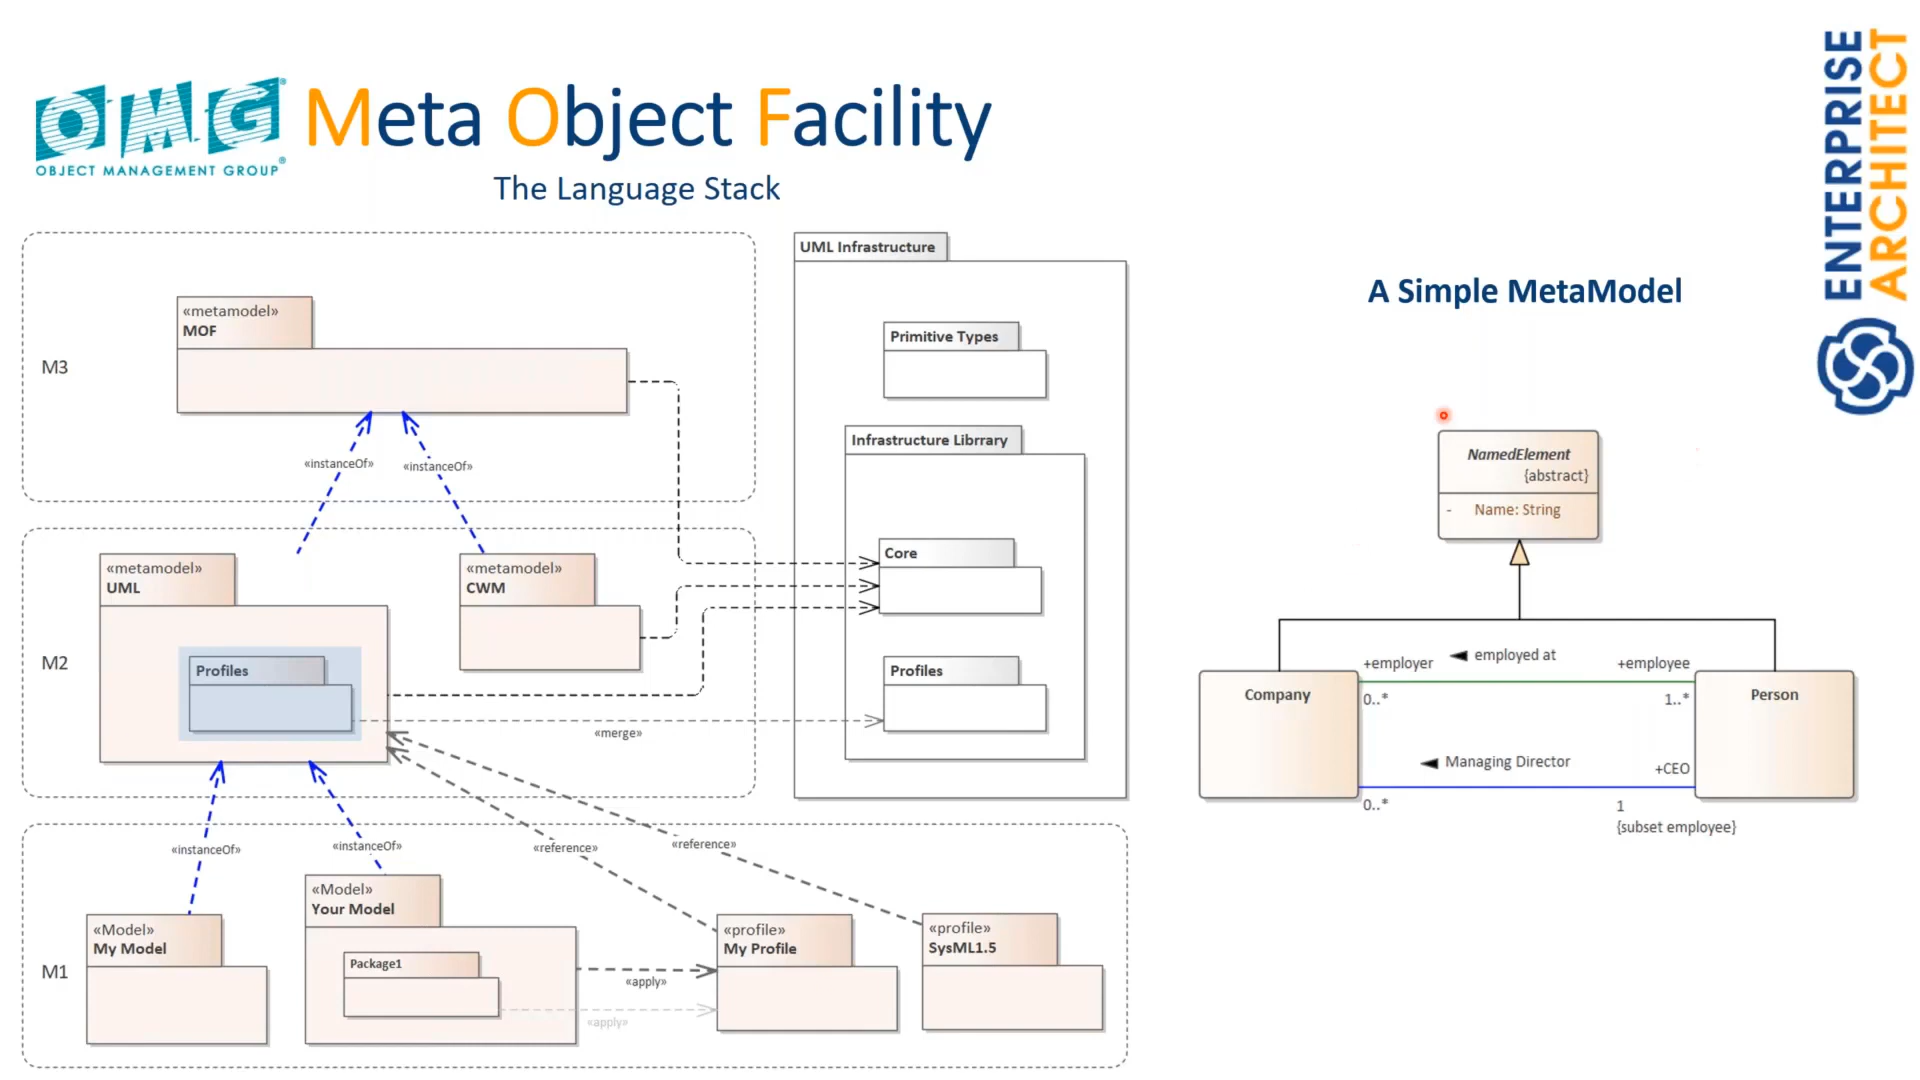 OMG
OBJECT MANAGEMENT GROUP
Meta Object Facility
The Language Stack
ENTERPRISE
ARCHITECT
M3
«metamodel»
MOF
«instanceOf»
«instanceOf»
M2
«metamodel»
UML
Profiles
«metamodel»
CWM
«merge»
UML Infrastructure
Primitive Types
Infrastructure Librrary
Core
Profiles
M1
«instanceOf»
«instanceOf»
«reference»
«reference»
«Model»
My Model
«Model»
Your Model
Package1
«apply»
«apply»
«profile»
My Profile
«profile»
SysML1.5
A Simple MetaModel
NamedElement
{abstract}
- Name: String
+employer
employed at
+employee
0..*
1..*
Company
Person
Managing Director
+CEO
0..*
1
{subset employee}